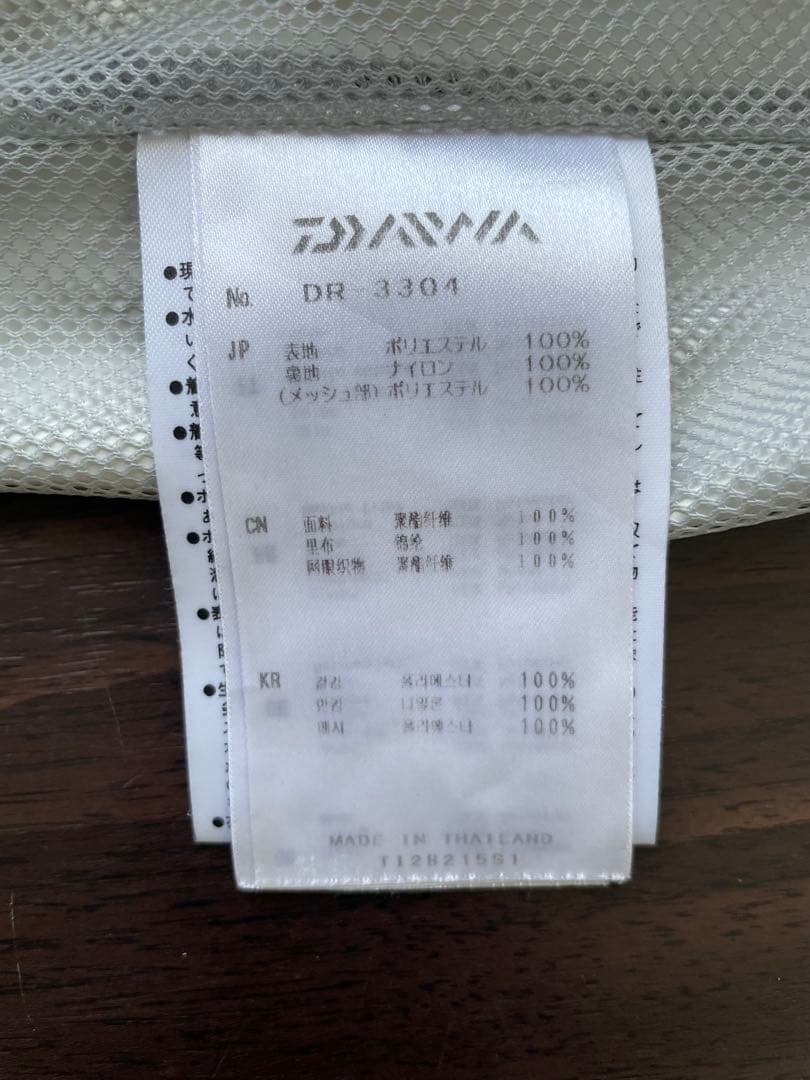 DAIWA
No. DR-3304
JP 表地 ポリエステル 100%
裏地 ナイロン 100%
(メッシュ部) ポリエステル 100%
CN 面料 聚酯纤维 100%
里布 锦纶 100%
网眼织物 聚酯纤维 100%
KR 겉감 폴리에스터 100%
안감 나일론 100%
메시 폴리에스터 100%
MADE IN THAILAND
T12B215S1